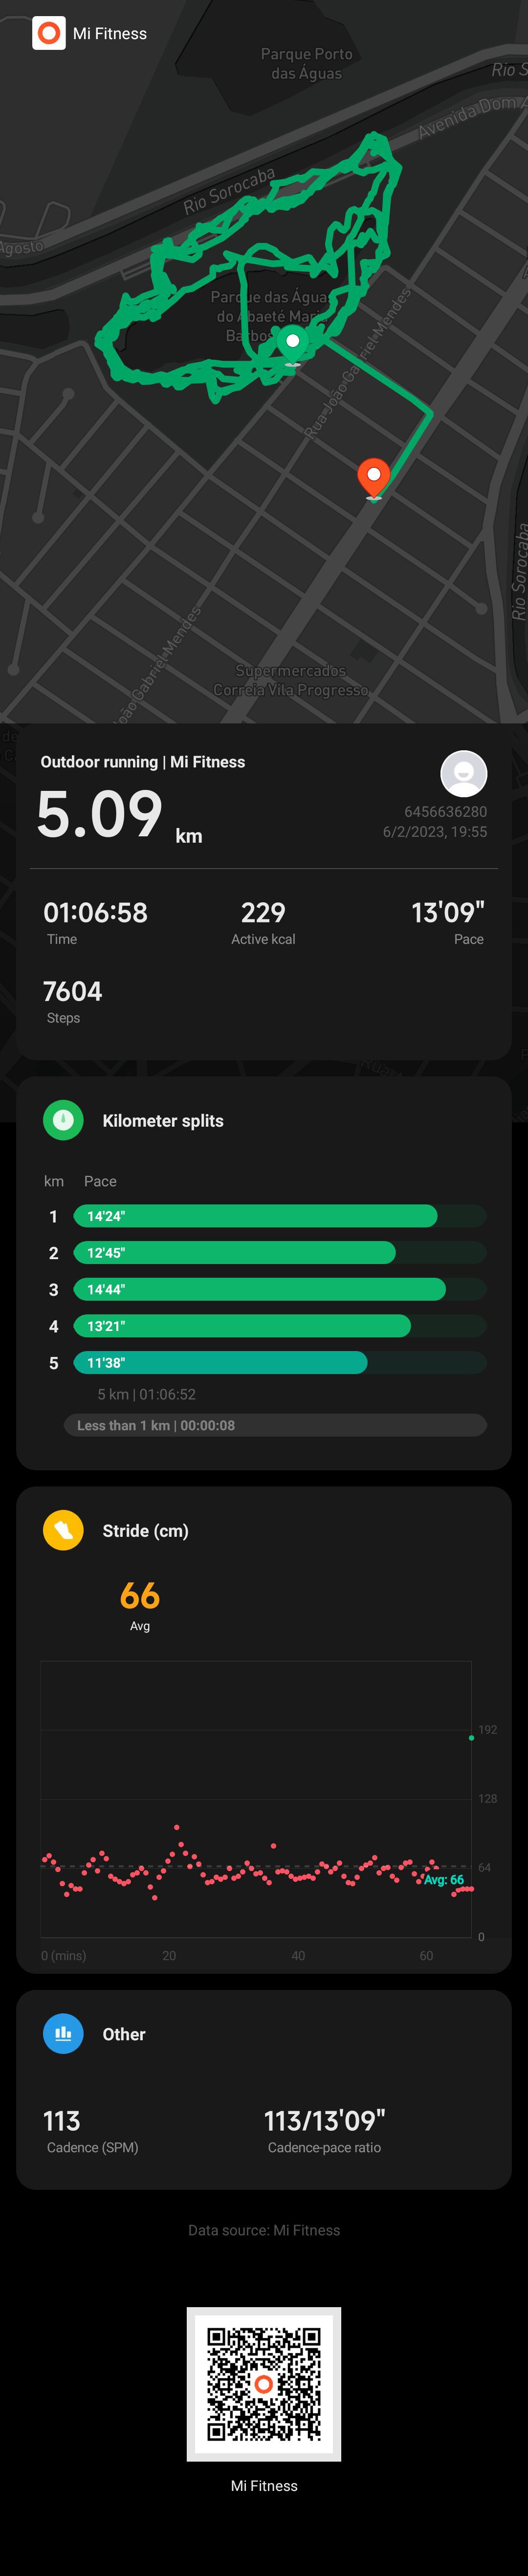 Mi Fitness
Parque Porto
das Águas
Rio S
Avenida Dom A
Rio Sorocaba
Agosto
Parque das Água
do Abaeté Mari
Barbos
Rua João Gabriel Mendes
Rio Sorocaba
João Gabriel Mendes
Supermercados
Correia Vila Progresso
Outdoor running | Mi Fitness
5.09 km
6456636280
6/2/2023, 19:55
01:06:58 229 13'09"
Time Active kcal Pace
7604
Steps
Kilometer splits
km Pace
1 14'24"
2 12'45"
3 14'44"
4 13'21"
5 11'38"
5 km | 01:06:52
Less than 1 km | 00:00:08
Stride (cm)
66
Avg
192
128
64
Avg: 66
0
0 (mins) 20 40 60
Other
113 113/13'09"
Cadence (SPM) Cadence-pace ratio
Data source: Mi Fitness
Mi Fitness